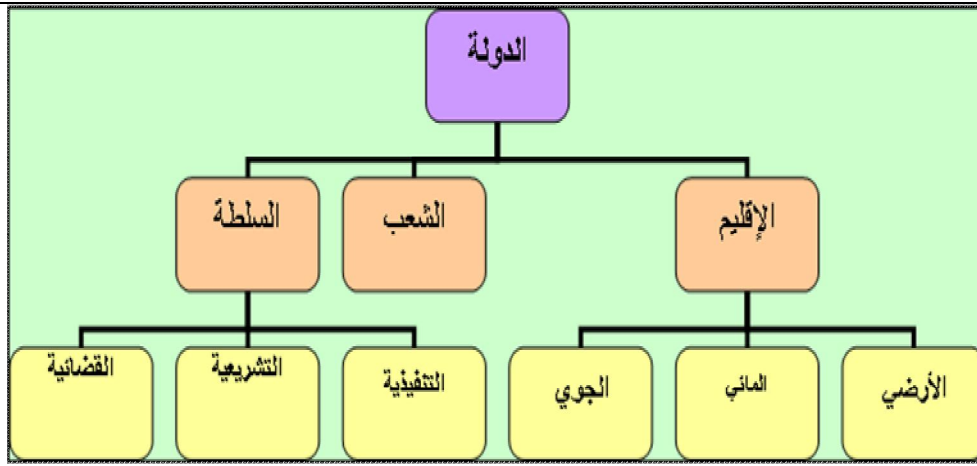 الدولة
الإقليم
الشعب
السلطة
الأرضي
المائي
الجوي
التنفيذية
التشريعية
القضائية